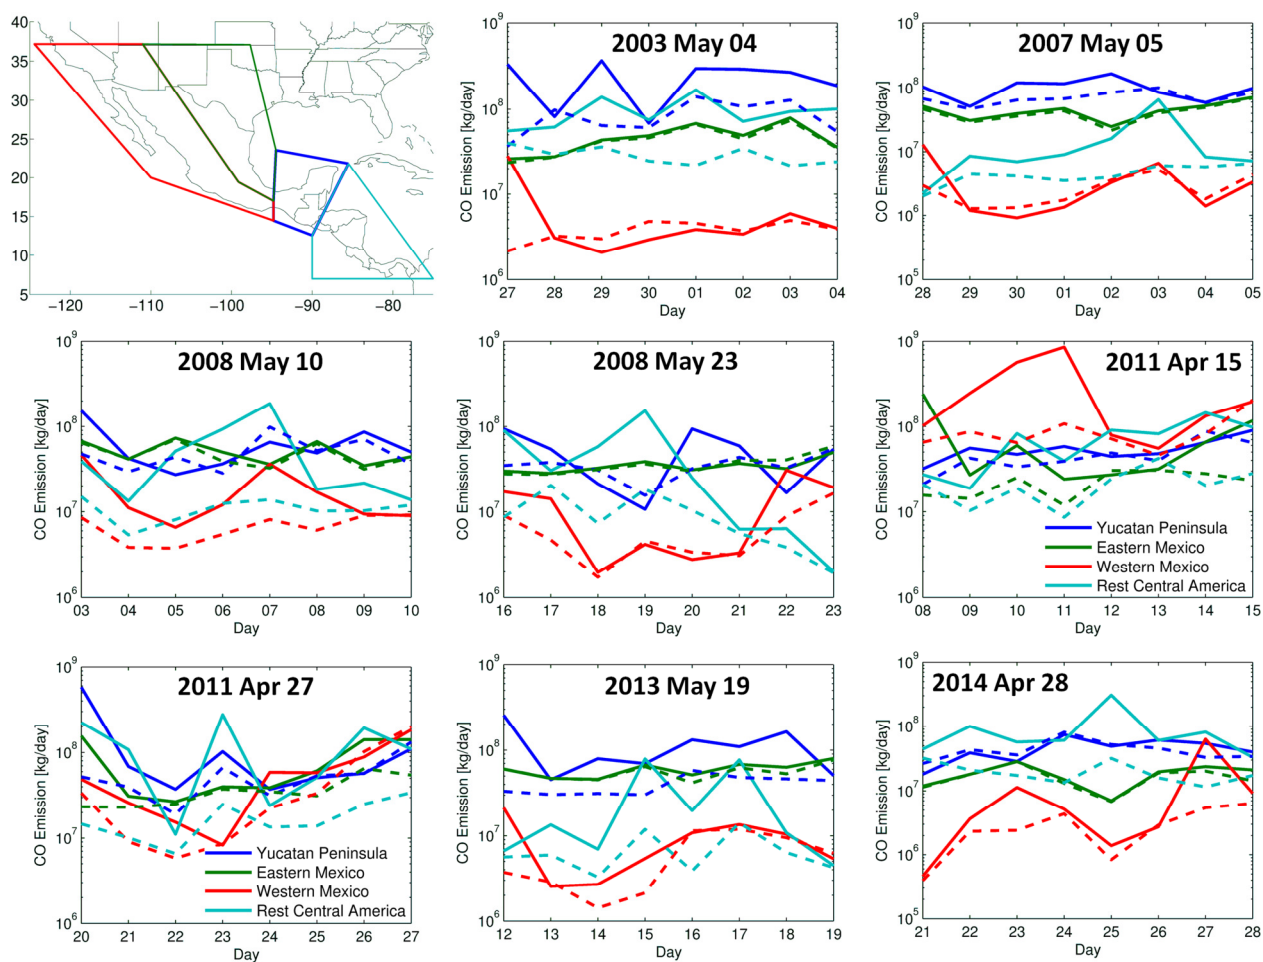 40
35
30
25
20
15
10
5
−120 −110 −100 −90 −80
2003 May 04
CO Emission [kg/day]
10^9
10^8
10^7
10^6
27 28 29 30 01 02 03 04
Day
2007 May 05
CO Emission [kg/day]
10^9
10^8
10^7
10^6
10^5
28 29 30 01 02 03 04 05
Day
2008 May 10
CO Emission [kg/day]
10^9
10^8
10^7
10^6
03 04 05 06 07 08 09 10
Day
2008 May 23
CO Emission [kg/day]
10^9
10^8
10^7
10^6
16 17 18 19 20 21 22 23
Day
2011 Apr 15
CO Emission [kg/day]
10^9
10^8
10^7
10^6
Yucatan Peninsula
Eastern Mexico
Western Mexico
Rest Central America
08 09 10 11 12 13 14 15
Day
2011 Apr 27
CO Emission [kg/day]
10^9
10^8
10^7
10^6
Yucatan Peninsula
Eastern Mexico
Western Mexico
Rest Central America
20 21 22 23 24 25 26 27
Day
2013 May 19
CO Emission [kg/day]
10^9
10^8
10^7
10^6
12 13 14 15 16 17 18 19
Day
2014 Apr 28
CO Emission [kg/day]
10^9
10^8
10^7
10^6
10^5
21 22 23 24 25 26 27 28
Day